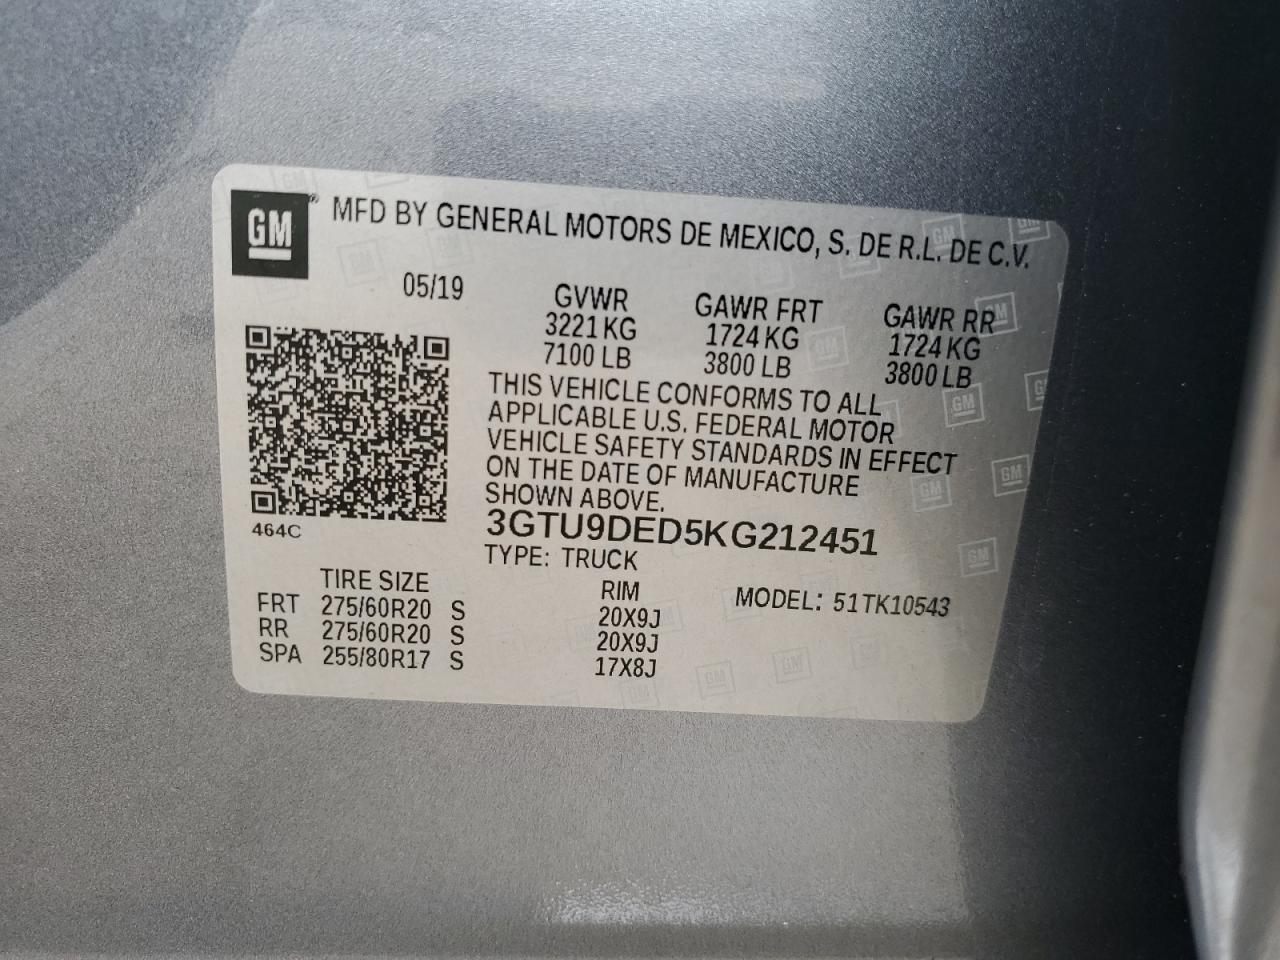 GM® MFD BY GENERAL MOTORS DE MEXICO, S. DE R.L. DE C.V.
05/19
GVWR GAWR FRT GAWR RR
3221 KG 1724 KG 1724 KG
7100 LB 3800 LB 3800 LB
THIS VEHICLE CONFORMS TO ALL
APPLICABLE U.S. FEDERAL MOTOR
VEHICLE SAFETY STANDARDS IN EFFECT
ON THE DATE OF MANUFACTURE
SHOWN ABOVE.
464C
3GTU9DED5KG212451
TYPE: TRUCK
MODEL: 51TK10543
TIRE SIZE RIM
FRT 275/60R20 S 20X9J
RR 275/60R20 S 20X9J
SPA 255/80R17 S 17X8J